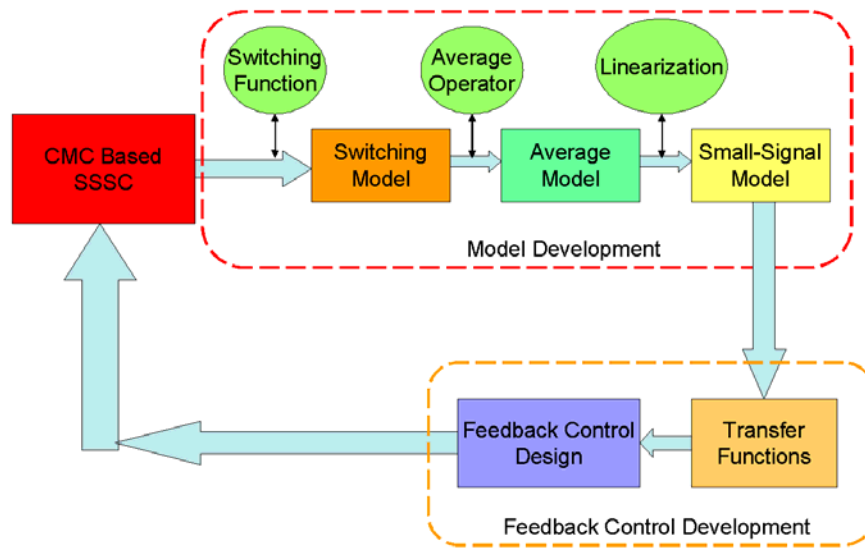 Switching
Function
Average
Operator
Linearization
CMC Based
SSSC
Switching
Model
Average
Model
Small-Signal
Model
Model Development
Feedback Control
Design
Transfer
Functions
Feedback Control Development